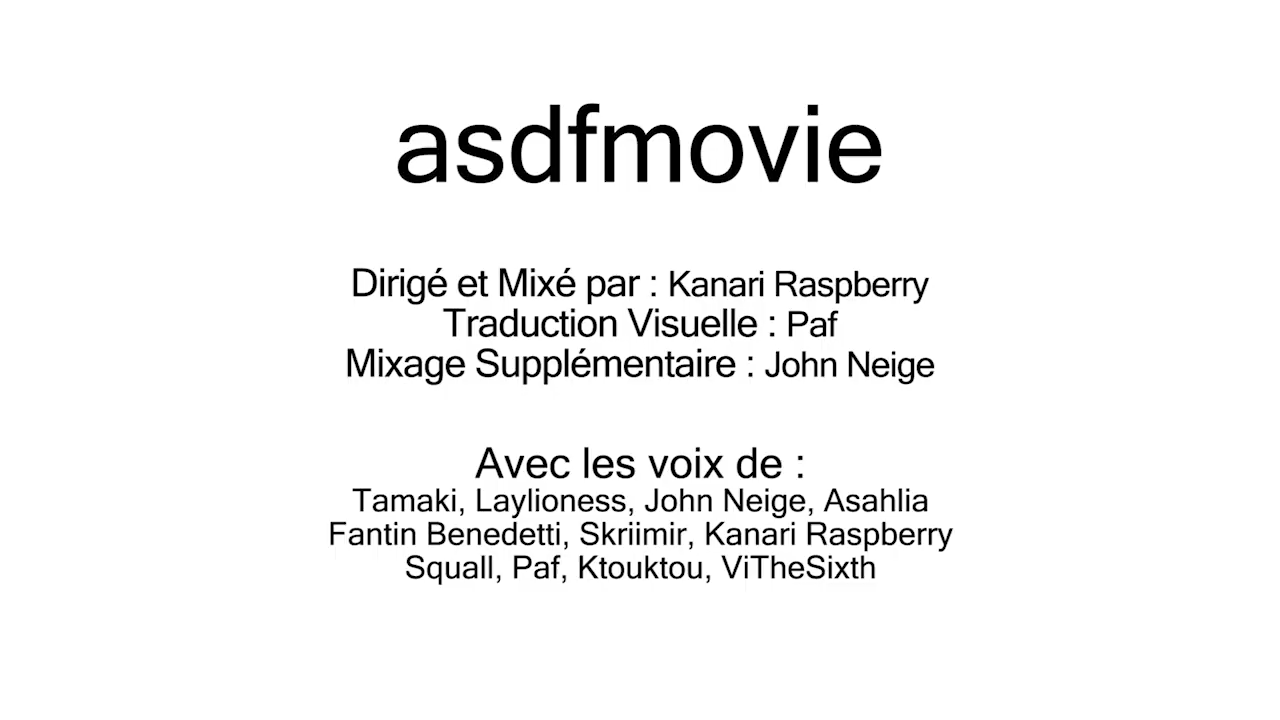 asdfmovie
Dirigé et Mixé par : Kanari Raspberry
Traduction Visuelle : Paf
Mixage Supplémentaire : John Neige
Avec les voix de :
Tamaki, Laylioness, John Neige, Asahlia
Fantin Benedetti, Skriimir, Kanari Raspberry
Squall, Paf, Ktouktou, ViTheSixth